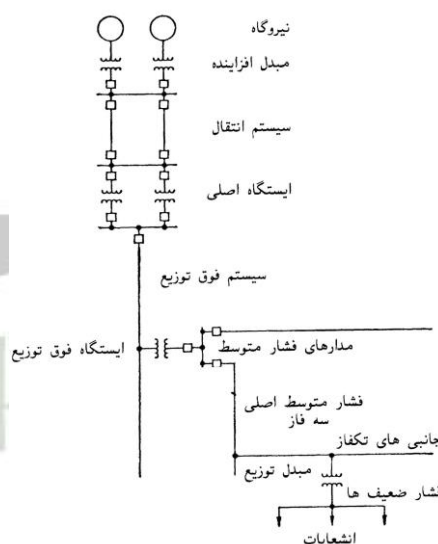 نیروگاه
مبدل افزاینده
سیستم انتقال
ایستگاه اصلی
سیستم فوق توزیع
ایستگاه فوق توزیع
مدارهای فشار متوسط
فشار متوسط اصلی
سه فاز
جانبی های تکفاز
مبدل توزیع
فشار ضعیف ها
انشعابات